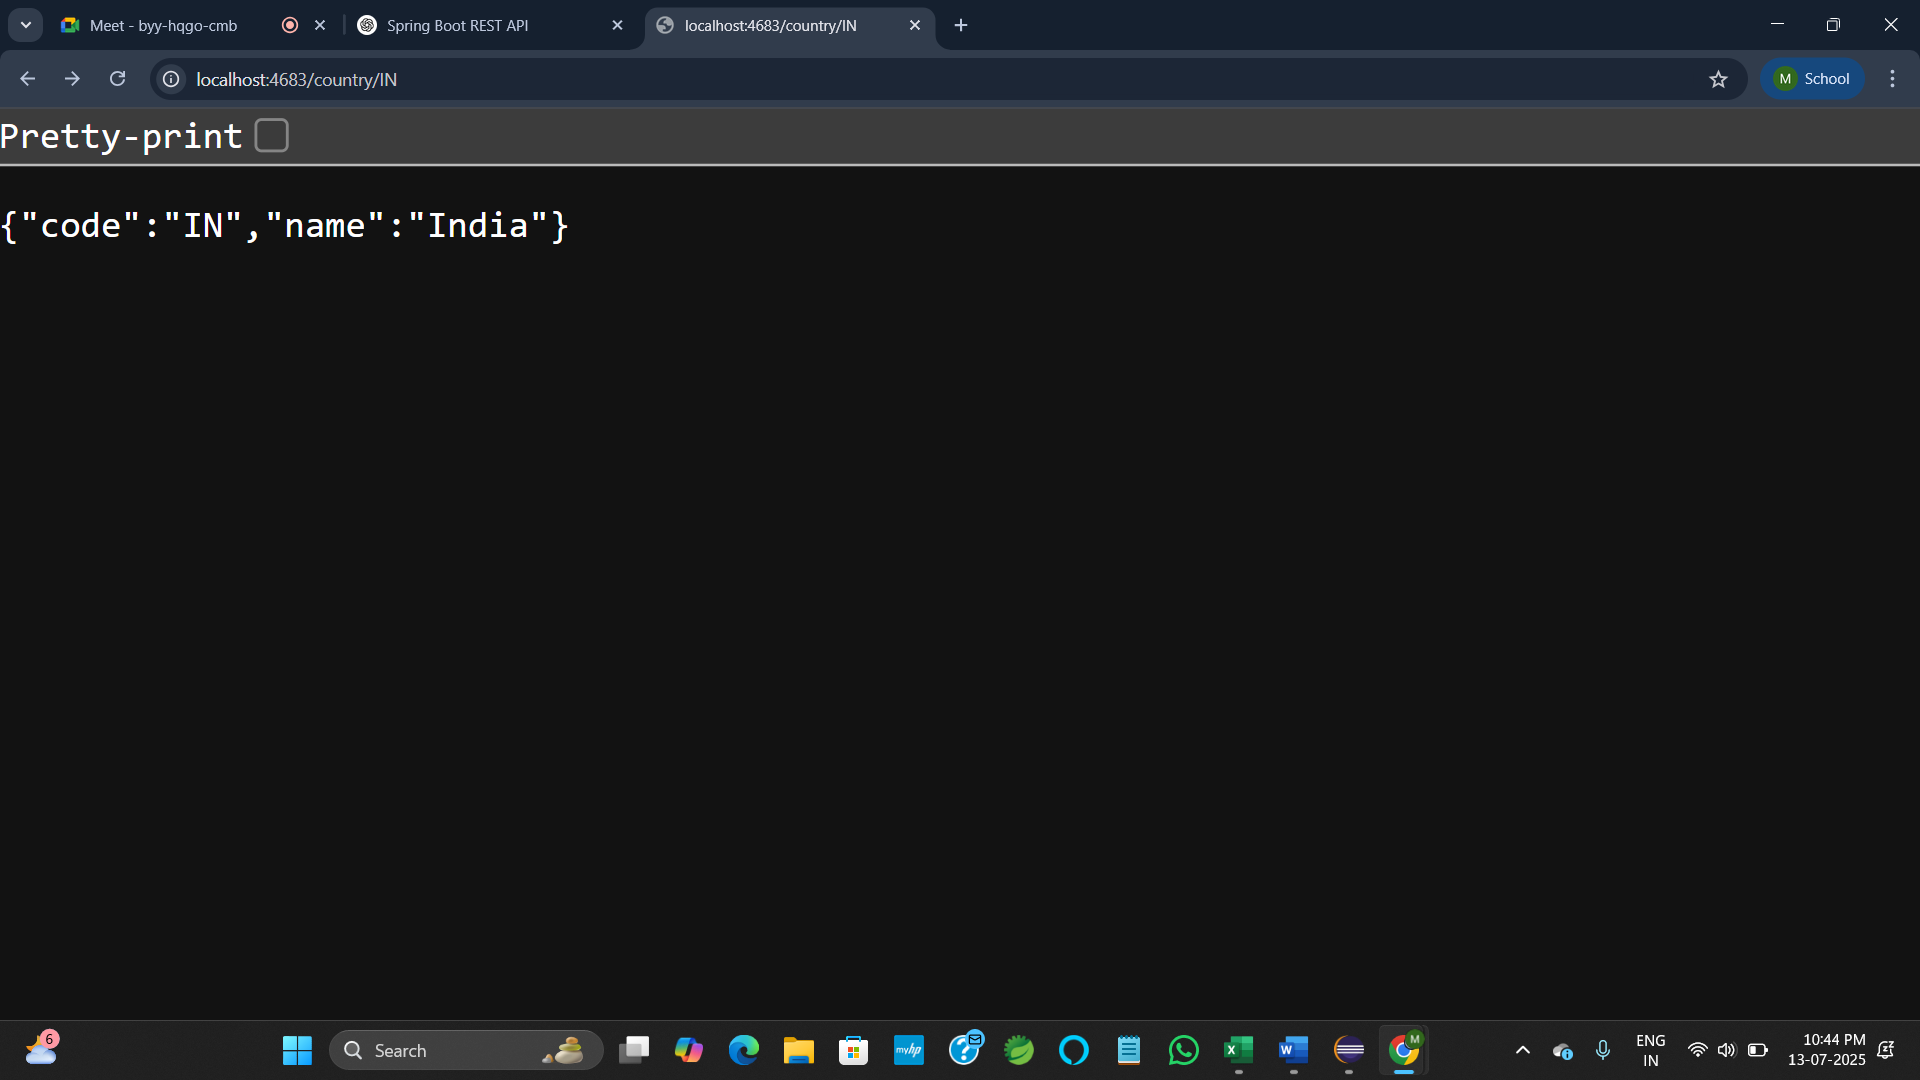 Meet - byy-hqgo-cmb
Spring Boot REST API
localhost:4683/country/IN
localhost:4683/country/IN
M
School
Pretty-print
{"code":"IN","name":"India"}
6
Search
myhp
X
W
M
ENG
IN
10:44 PM
13-07-2025